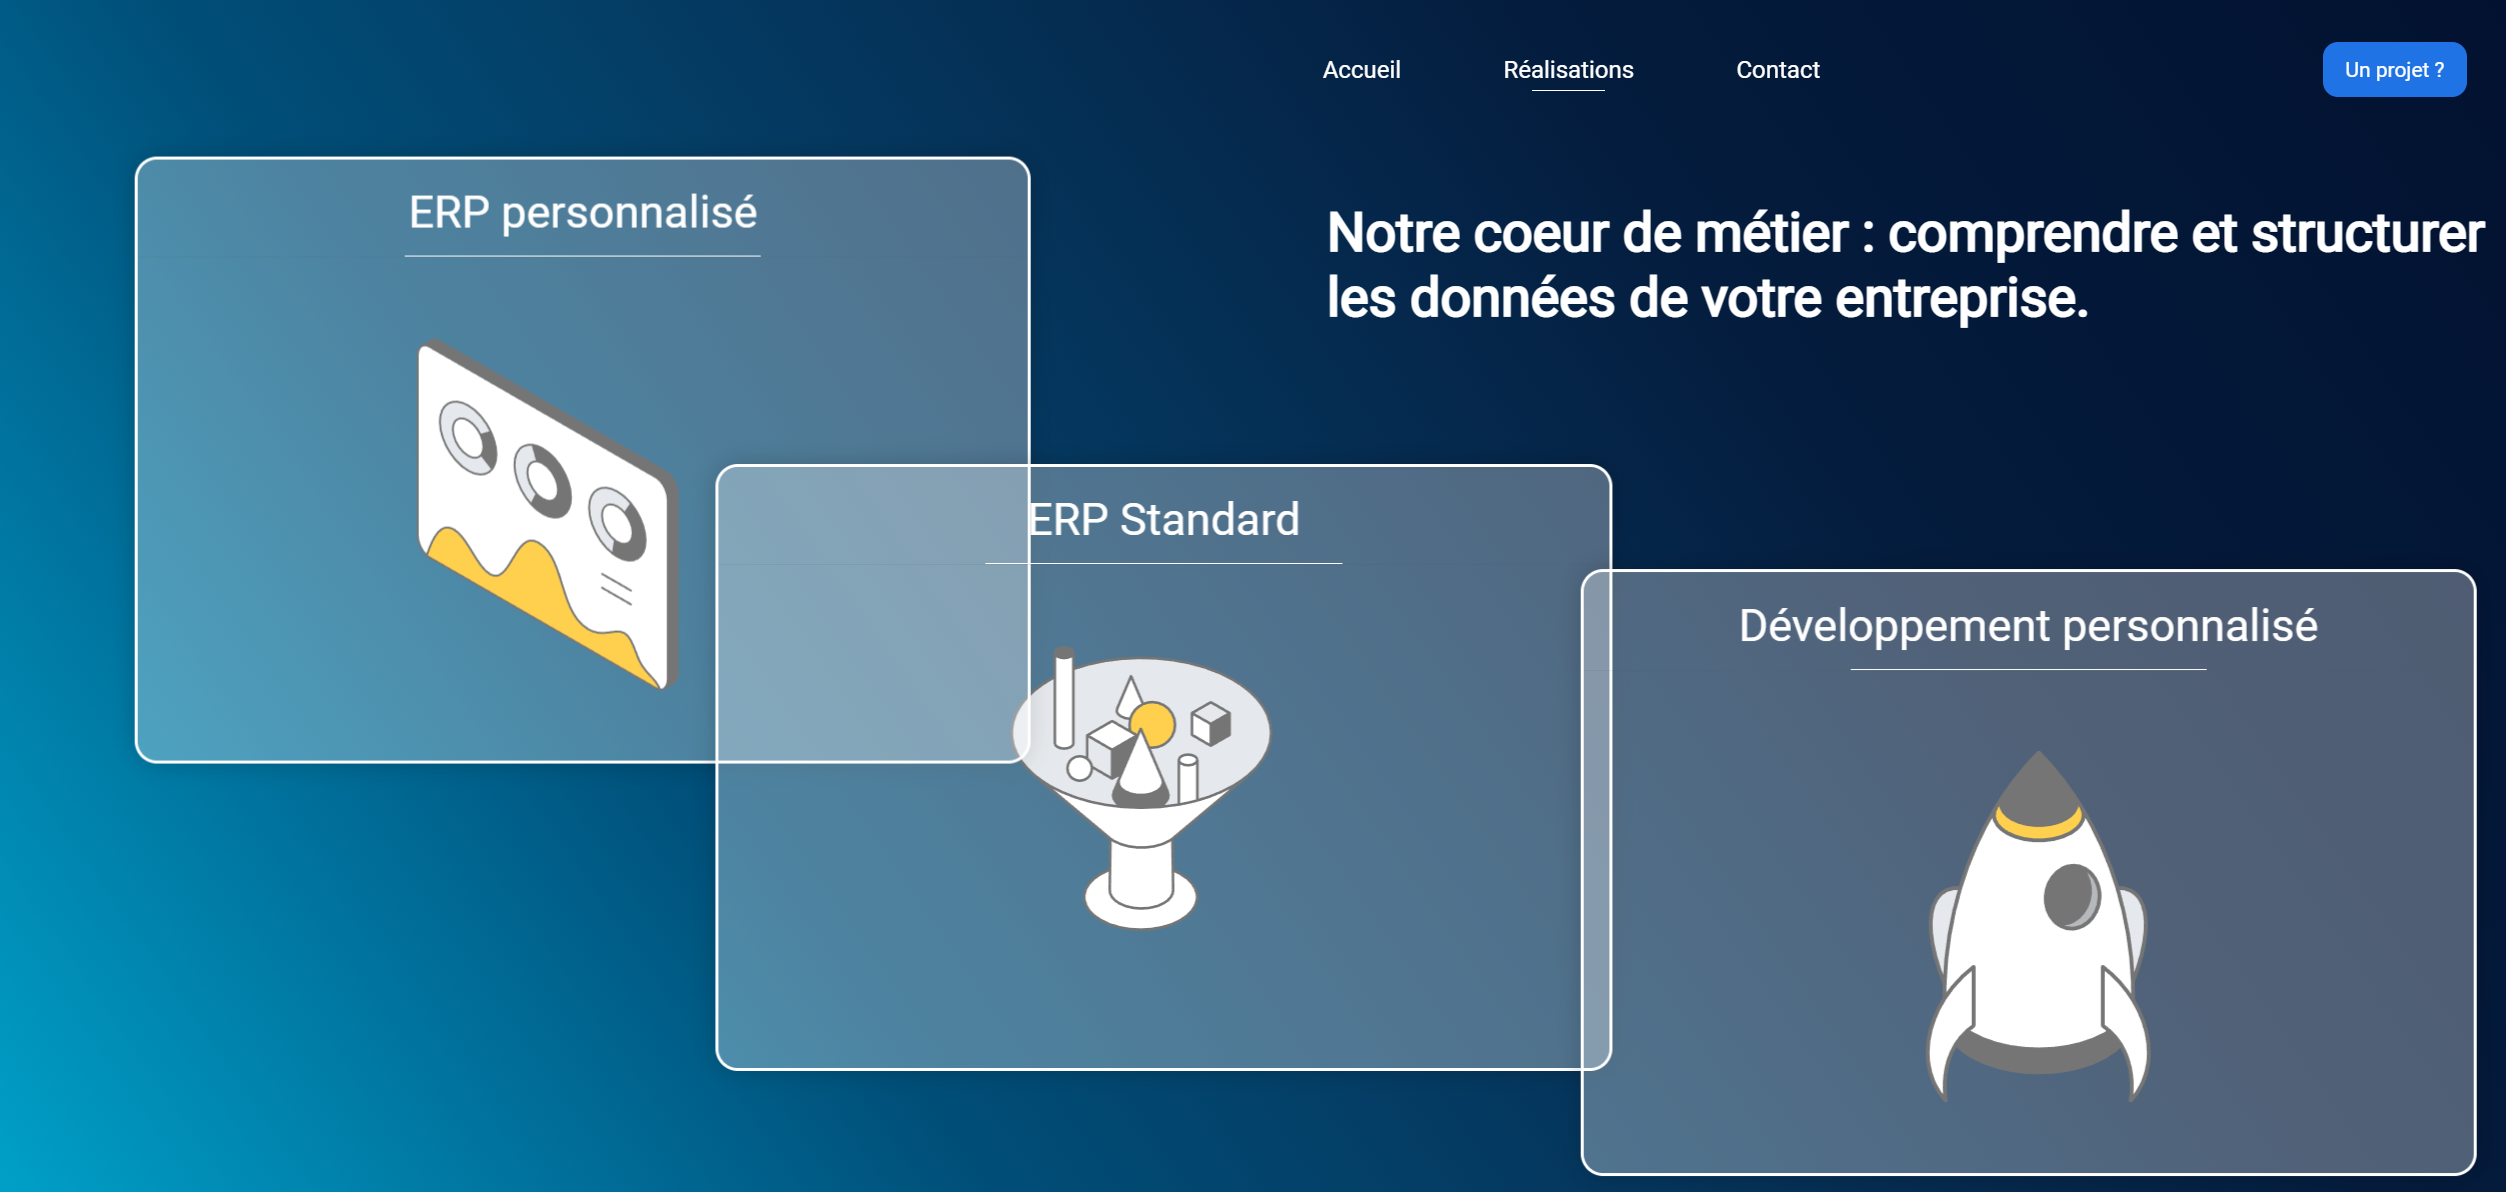 Accueil
Réalisations
Contact
Un projet ?
ERP personnalisé
Notre coeur de métier : comprendre et structurer
les données de votre entreprise.
ERP Standard
Développement personnalisé